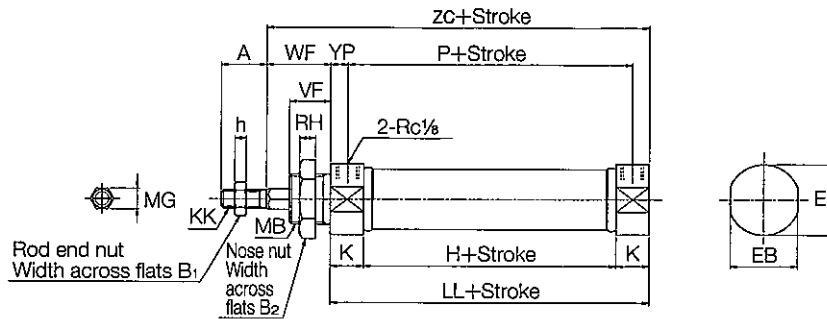 ZC+Stroke
A
WF
YP
P+Stroke
VF
h
RH
2-Rc⅛
MG
KK
MB
E
Rod end nut
Width across flats B₁
Nose nut
Width
across
flats B₂
K
H+Stroke
K
EB
LL+Stroke